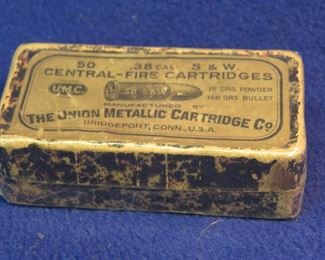 50 .38 CAL S & W.
CENTRAL-FIRE CARTRIDGES
U.M.C. 38 S&W 15 GRS POWDER
146 GRS BULLET
MANUFACTURED BY
THE UNION METALLIC CARTRIDGE CO
BRIDGEPORT, CONN., U.S.A.